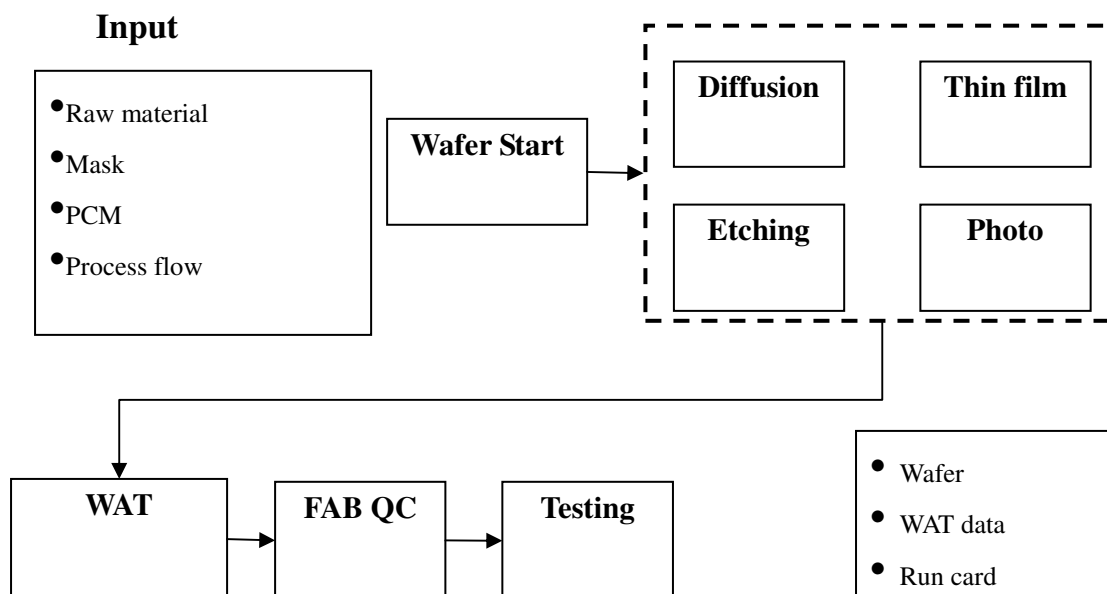 Input
● Raw material
● Mask
● PCM
● Process flow
Wafer Start
Diffusion
Thin film
Etching
Photo
WAT
FAB QC
Testing
● Wafer
● WAT data
● Run card